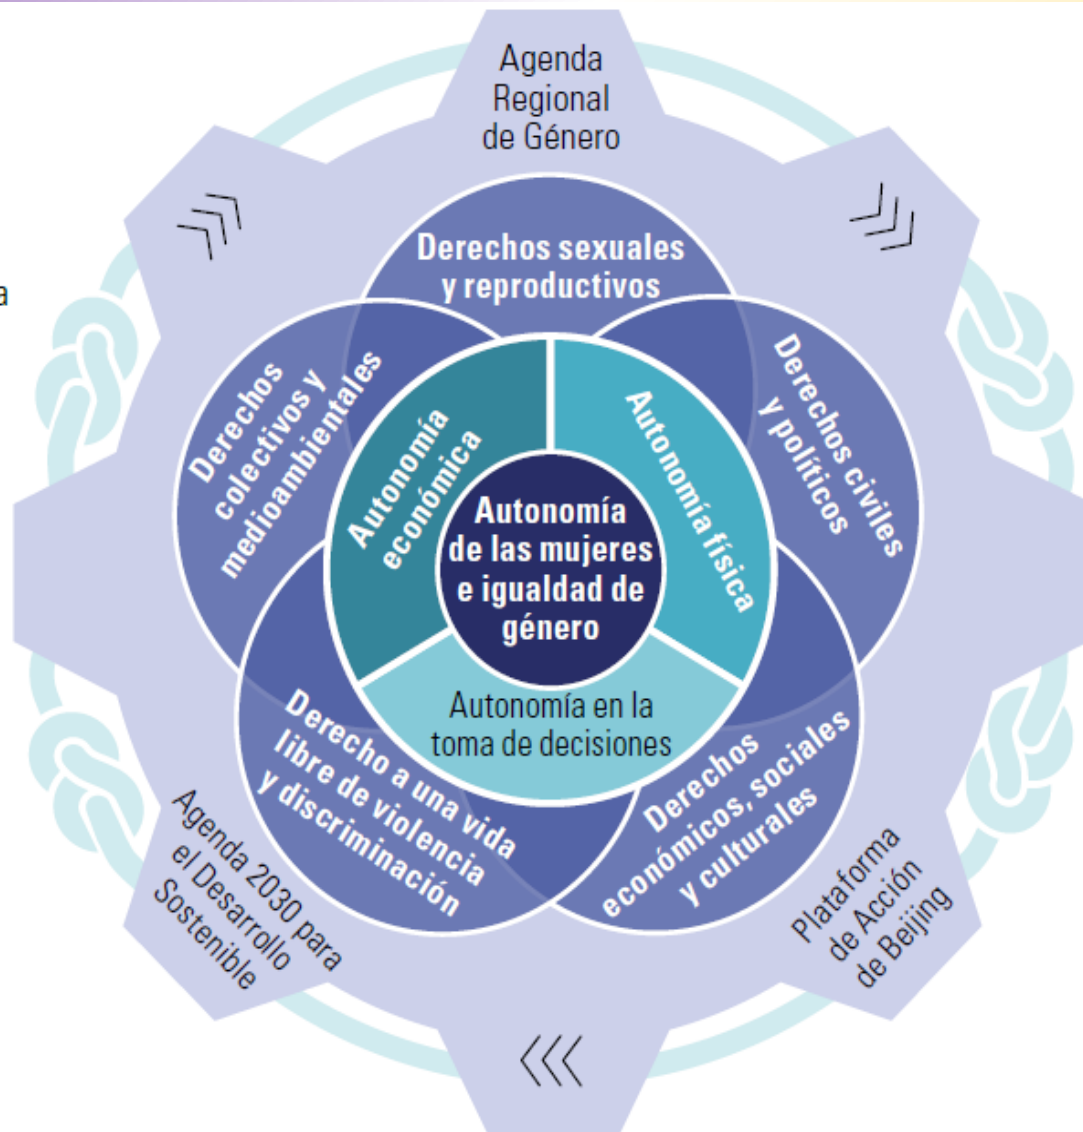 Agenda
Regional
de Género
Derechos sexuales
y reproductivos
a
Derechos
colectivos y
medioambientales
Derechos civiles
y políticos
Autonomía
económica
Autonomía física
Autonomía
de las mujeres
e igualdad de
género
Autonomía en la
toma de decisiones
Derecho a una vida
libre de violencia
y discriminación
Derechos
económicos, sociales
y culturales
Agenda 2030 para
el Desarrollo
Sostenible
Plataforma
de Acción
de Beijing